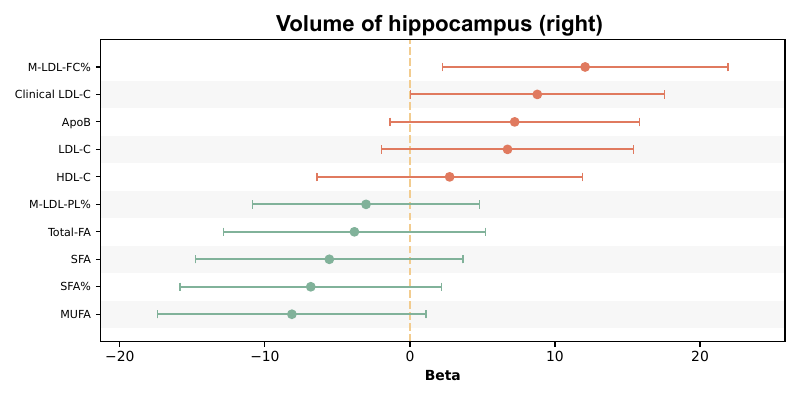 Volume of hippocampus (right)
M-LDL-FC%
Clinical LDL-C
ApoB
LDL-C
HDL-C
M-LDL-PL%
Total-FA
SFA
SFA%
MUFA
−20 −10 0 10 20
Beta